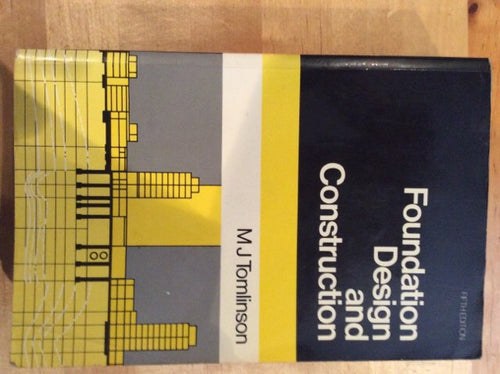 FIFTH EDITION
Foundation
Design
and
Construction
M J Tomlinson